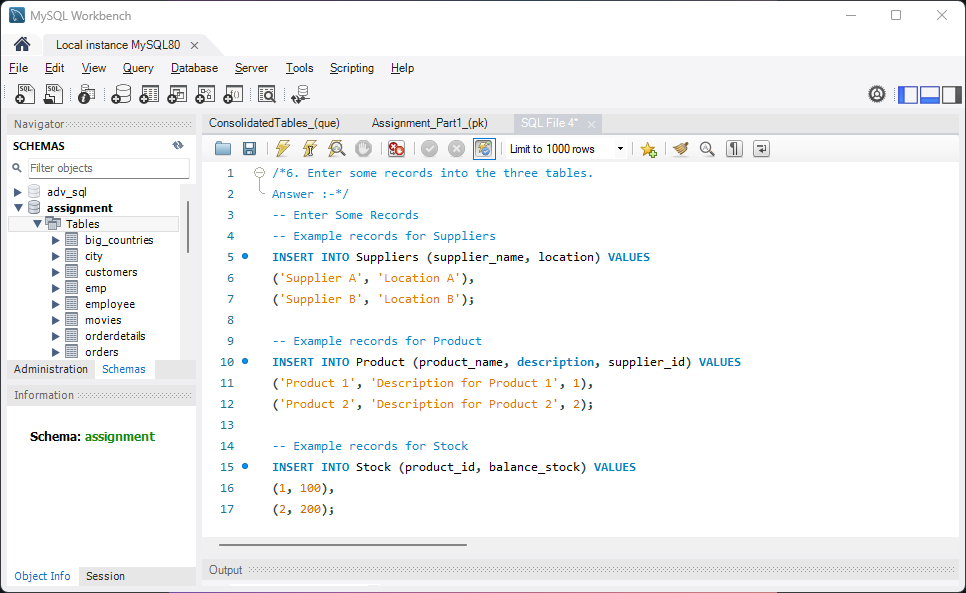 MySQL Workbench
Local instance MySQL80
File Edit View Query Database Server Tools Scripting Help
Navigator
SCHEMAS
Filter objects
adv_sql
assignment
Tables
big_countries
city
customers
emp
employee
movies
orderdetails
orders
Administration Schemas
Information
Schema: assignment
Object Info Session
ConsolidatedTables_(que) Assignment_Part1_(pk) SQL File 4*
Limit to 1000 rows
1 /*6. Enter some records into the three tables.
2 Answer :-*/
3 -- Enter Some Records
4 -- Example records for Suppliers
5 INSERT INTO Suppliers (supplier_name, location) VALUES
6 ('Supplier A', 'Location A'),
7 ('Supplier B', 'Location B');
8
9 -- Example records for Product
10 INSERT INTO Product (product_name, description, supplier_id) VALUES
11 ('Product 1', 'Description for Product 1', 1),
12 ('Product 2', 'Description for Product 2', 2);
13
14 -- Example records for Stock
15 INSERT INTO Stock (product_id, balance_stock) VALUES
16 (1, 100),
17 (2, 200);
Output